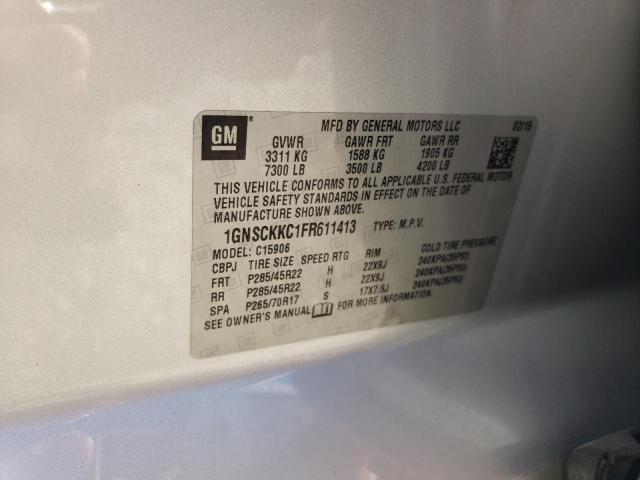 GM ®
MFD BY GENERAL MOTORS LLC 02/15
GVWR GAWR FRT GAWR RR
3311 KG 1588 KG 1905 KG
7300 LB 3500 LB 4200 LB
THIS VEHICLE CONFORMS TO ALL APPLICABLE U.S. FEDERAL MOTOR
VEHICLE SAFETY STANDARDS IN EFFECT ON THE DATE OF
MANUFACTURE SHOWN ABOVE.
1GNSCKKC1FR611413 TYPE: M.P.V.
MODEL: C15906
CBPJ TIRE SIZE SPEED RTG RIM COLD TIRE PRESSURE
FRT P285/45R22 H 22X9J 240KPA(35PSI)
RR P285/45R22 H 22X9J 240KPA(35PSI)
SPA P265/70R17 S 17X7.5J 240KPA(35PSI)
SEE OWNER'S MANUAL FOR MORE INFORMATION.